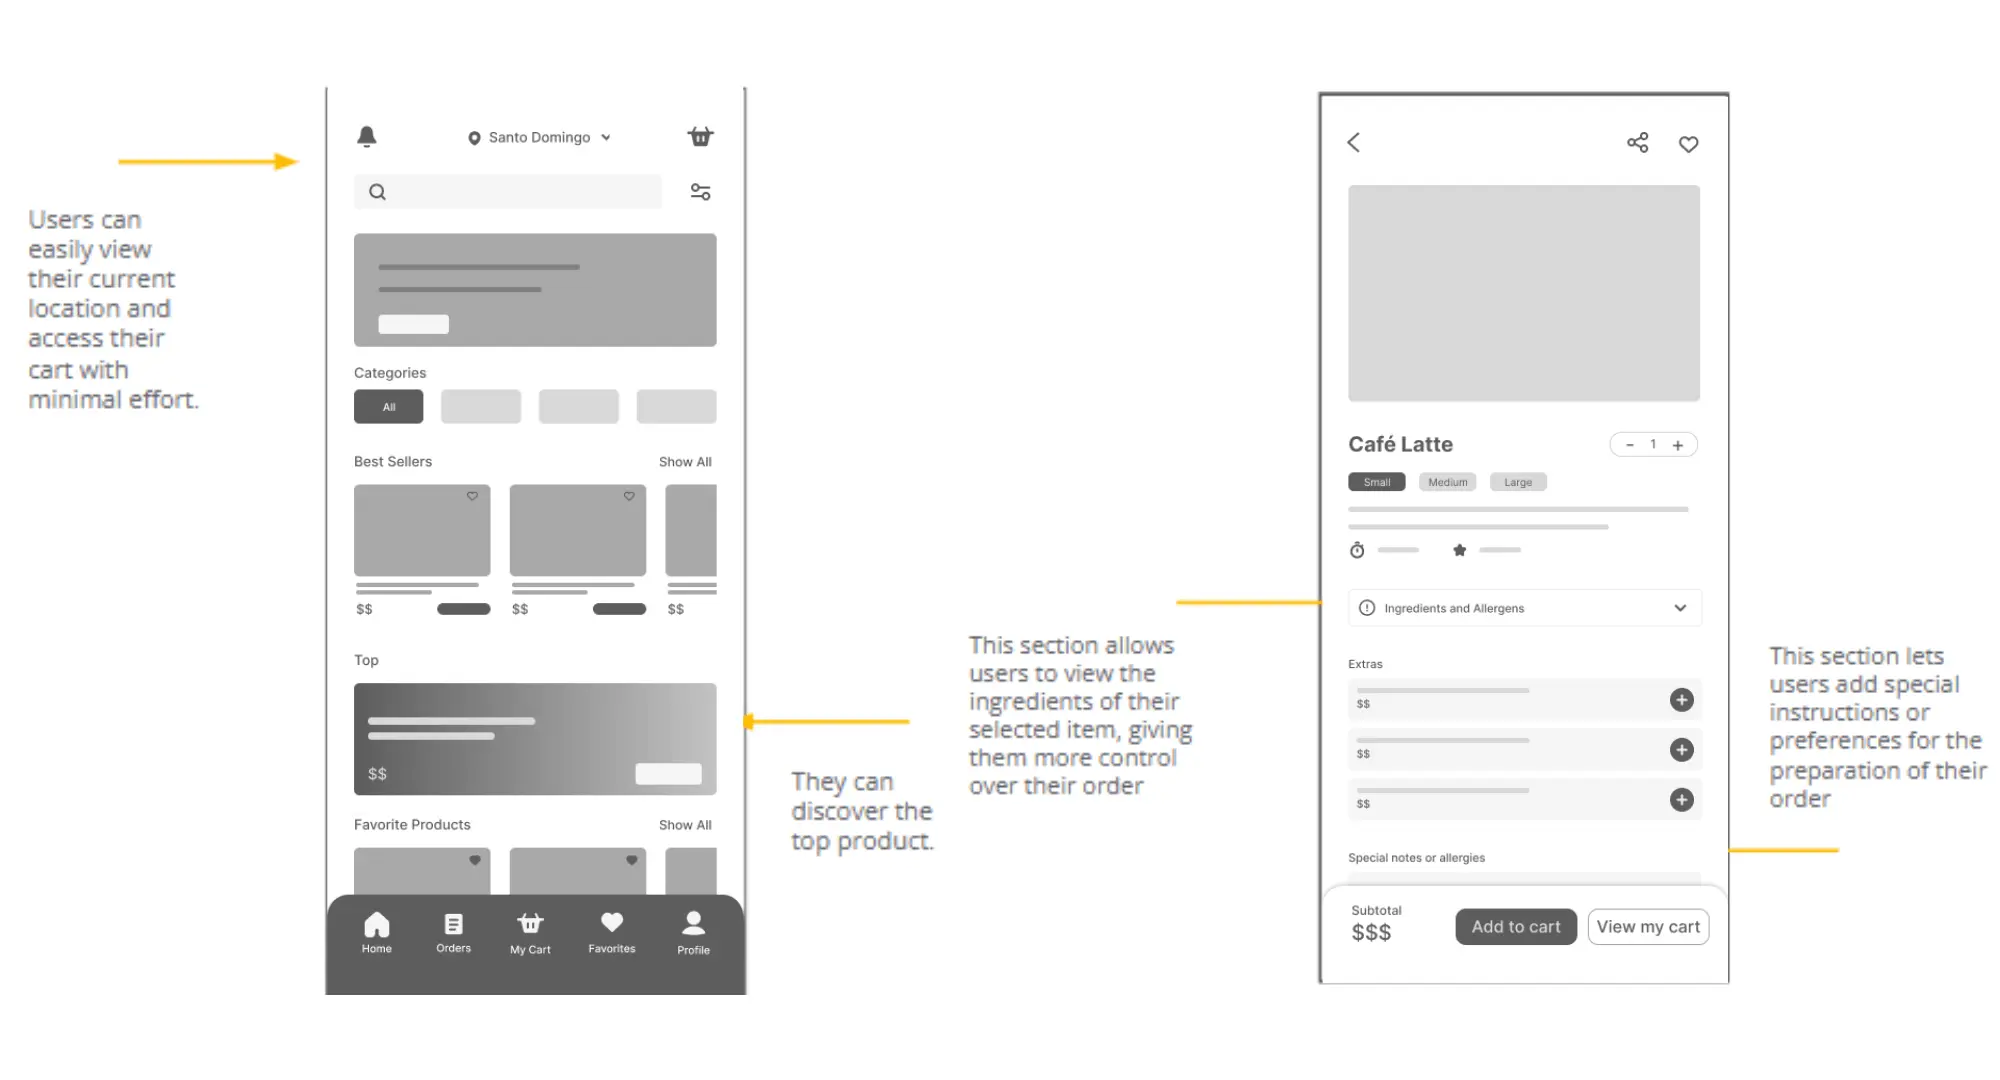 Users can
easily view
their current
location and
access their
cart with
minimal effort.
Santo Domingo
Categories
All
Best Sellers
Show All
$$
$$
$$
Top
$$
Favorite Products
Show All
Home
Orders
My Cart
Favorites
Profile
They can
discover the
top product.
This section allows
users to view the
ingredients of their
selected item, giving
them more control
over their order
Café Latte
- 1 +
Small
Medium
Large
Ingredients and Allergens
Extras
$$
$$
$$
Special notes or allergies
Subtotal
$$$
Add to cart
View my cart
This section lets
users add special
instructions or
preferences for the
preparation of their
order